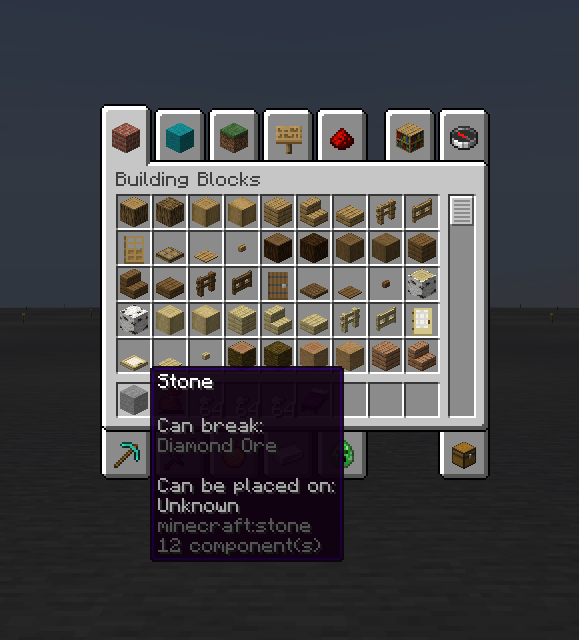 Building Blocks
Stone
Can break:
Diamond Ore
Can be placed on:
Unknown
minecraft:stone
12 component(s)